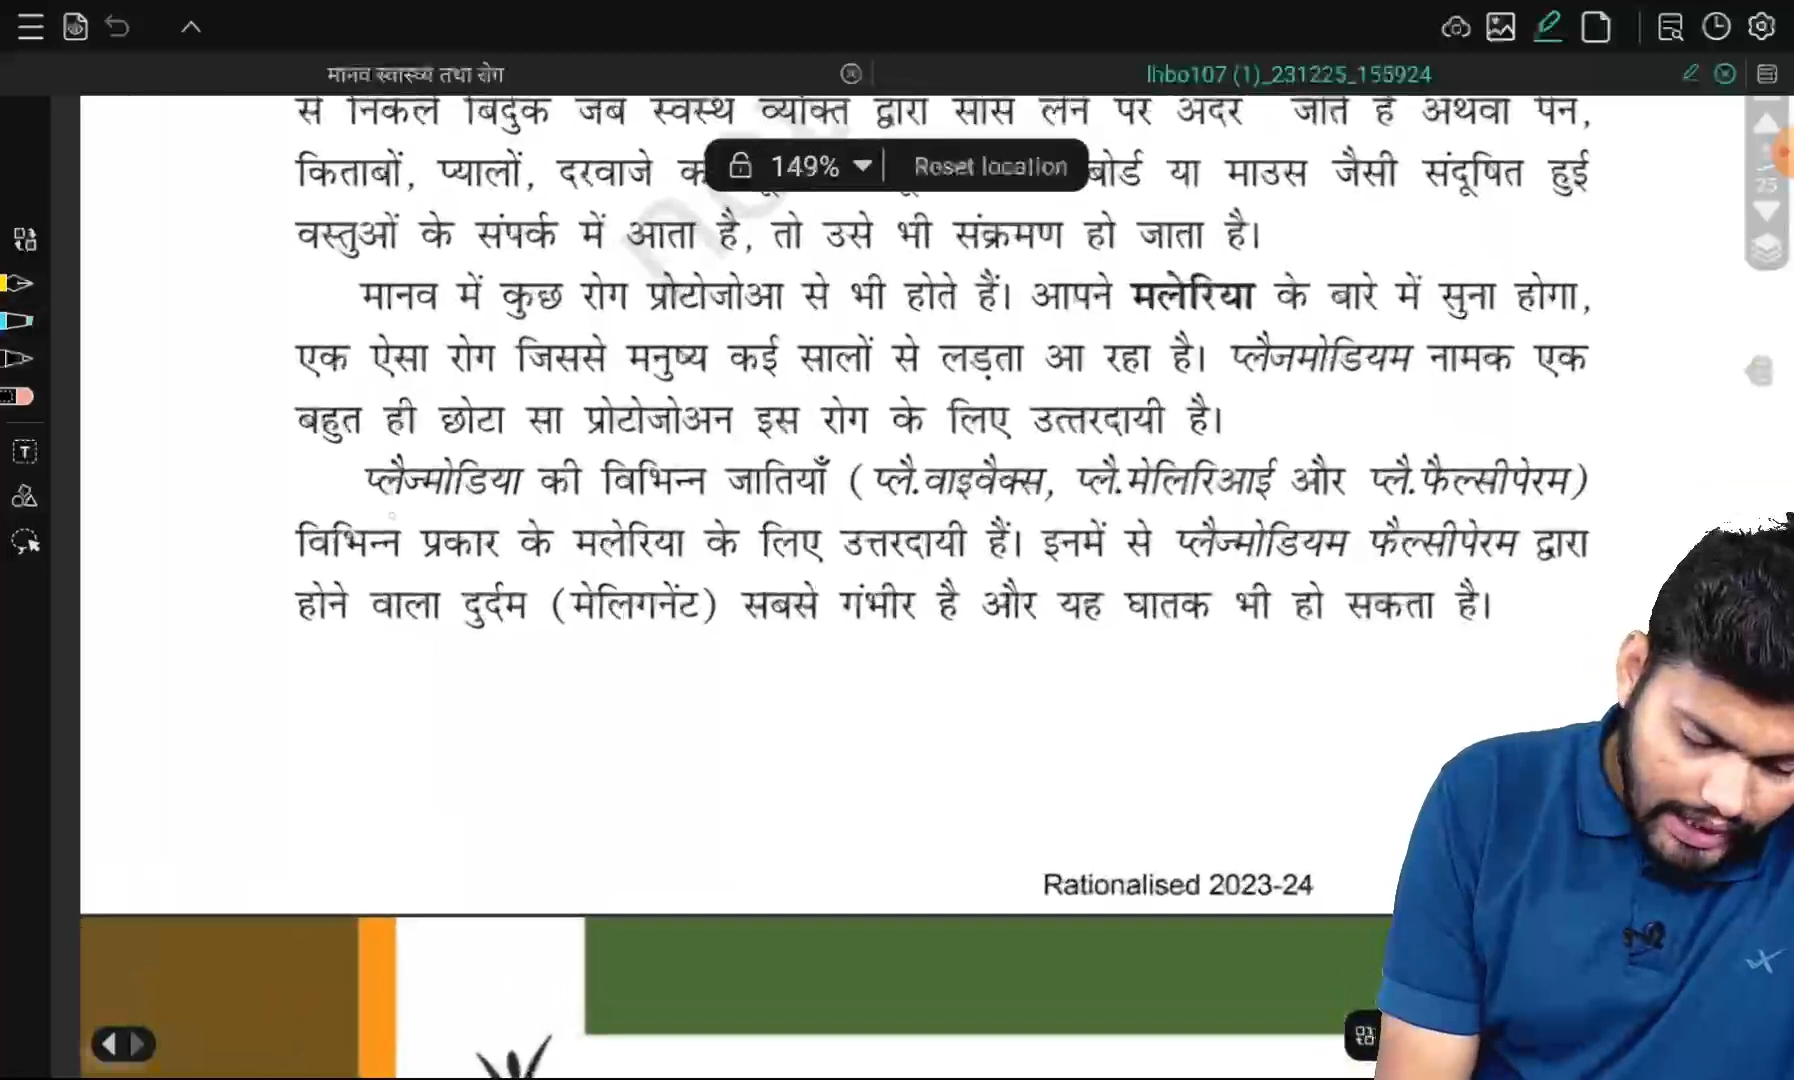 मानव स्वास्थ्य तथा रोग
lhbo107 (1)_231225_155924
से निकले बिंदुक जब स्वस्थ व्यक्ति द्वारा सांस लेने पर अंदर जाते हैं अथवा पेन,
149%
Reset location
किताबों, प्यालों, दरवाजे बोर्ड या माउस जैसी संदूषित हुई
25
वस्तुओं के संपर्क में आता है, तो उसे भी संक्रमण हो जाता है।
मानव में कुछ रोग प्रोटोजोआ से भी होते हैं। आपने मलेरिया के बारे में सुना होगा,
एक ऐसा रोग जिससे मनुष्य कई सालों से लड़ता आ रहा है। प्लैजमोडियम नामक एक
बहुत ही छोटा सा प्रोटोजोअन इस रोग के लिए उत्तरदायी है।
प्लैज्मोडिया की विभिन्न जातियाँ (प्लै.वाइवैक्स, प्लै.मेलिरिआई और प्लै.फैल्सीपेरम)
विभिन्न प्रकार के मलेरिया के लिए उत्तरदायी हैं। इनमें से प्लैज्मोडियम फैल्सीपेरम द्वारा
होने वाला दुर्दम (मेलिगनेंट) सबसे गंभीर है और यह घातक भी हो सकता है।
Rationalised 2023-24